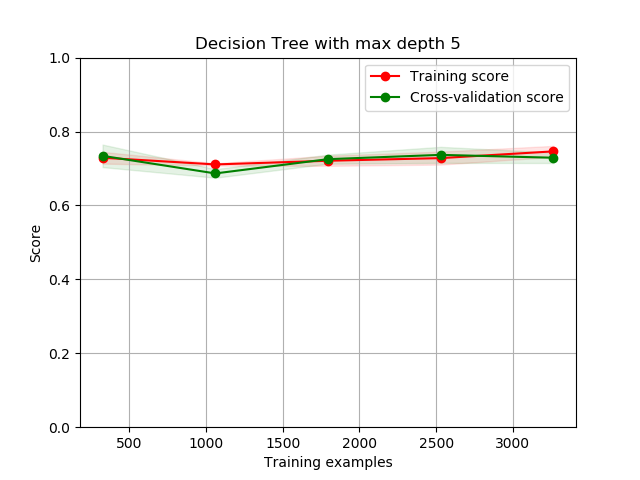 Decision Tree with max depth 5
Training score
Cross-validation score
1.0
0.8
0.6
0.4
0.2
0.0
Score
500
1000
1500
2000
2500
3000
Training examples